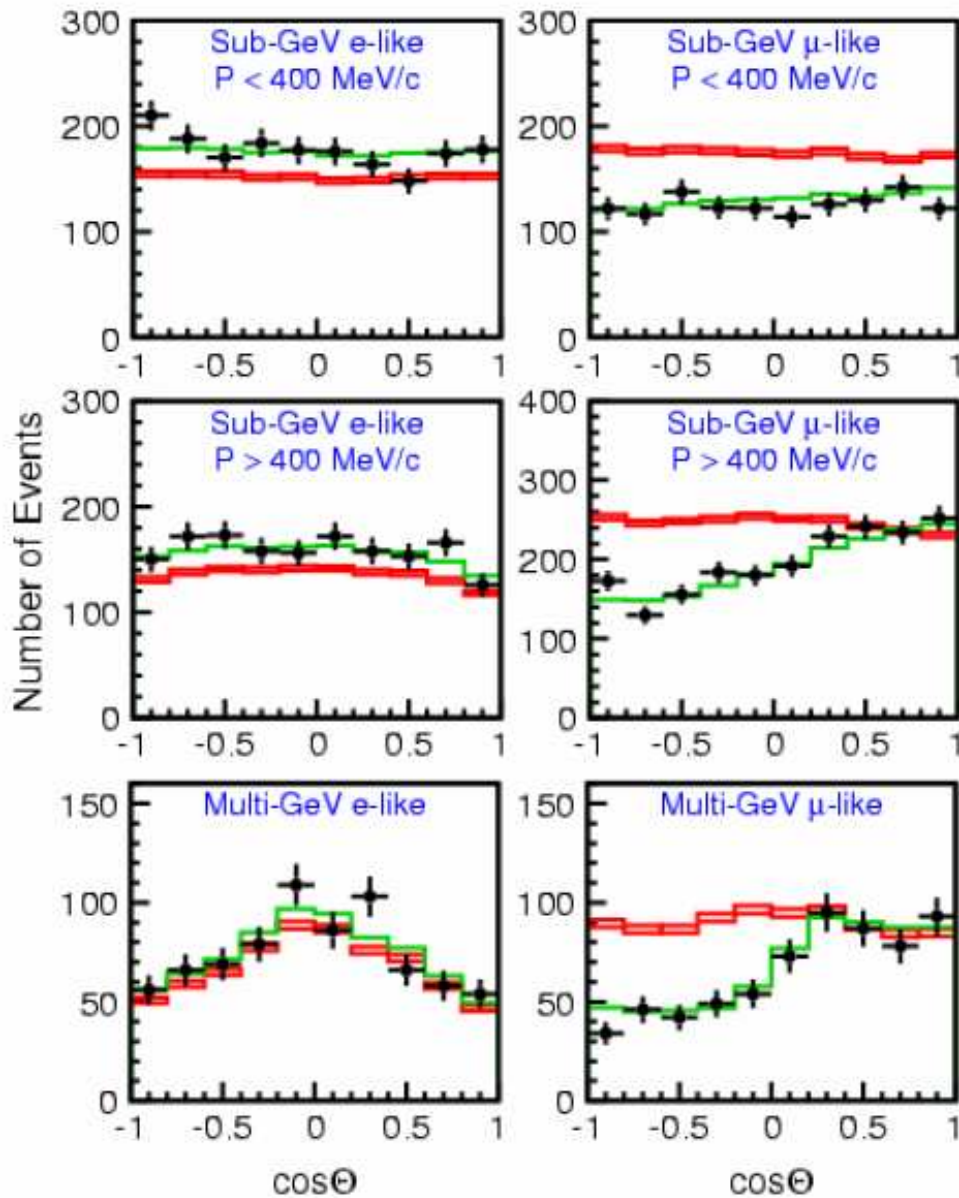 300
200
100
0
Sub-GeV e-like
P < 400 MeV/c
-1 -0.5 0 0.5 1
300
200
100
0
Sub-GeV μ-like
P < 400 MeV/c
-1 -0.5 0 0.5 1
Number of Events
300
200
100
0
Sub-GeV e-like
P > 400 MeV/c
-1 -0.5 0 0.5 1
400
300
200
100
0
Sub-GeV μ-like
P > 400 MeV/c
-1 -0.5 0 0.5 1
150
100
50
0
Multi-GeV e-like
-1 -0.5 0 0.5 1
cosΘ
150
100
50
0
Multi-GeV μ-like
-1 -0.5 0 0.5 1
cosΘ